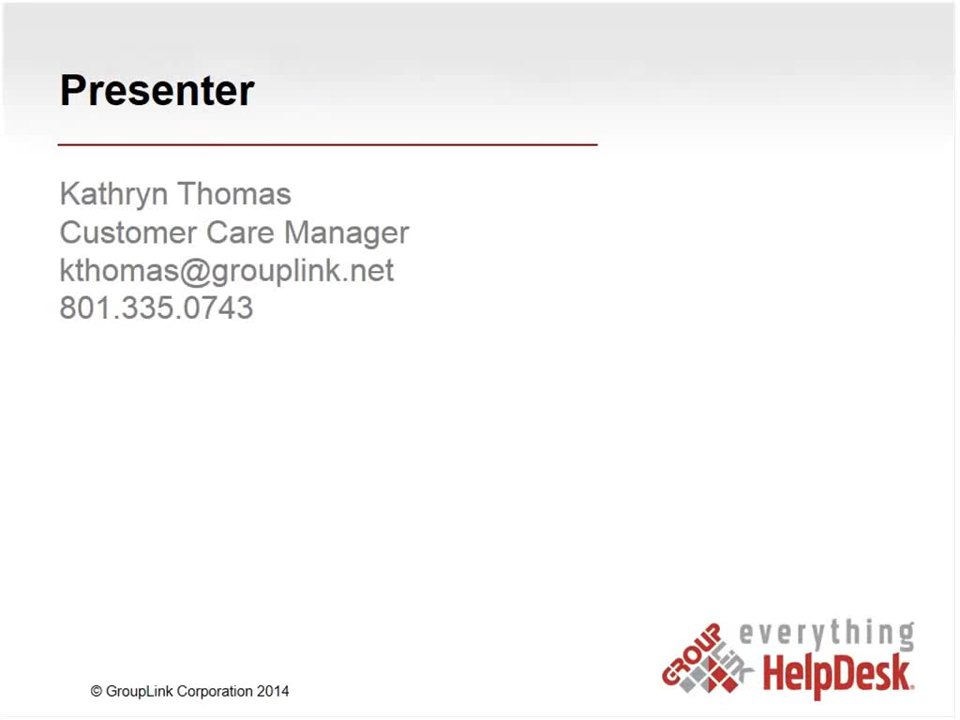 Presenter
Kathryn Thomas
Customer Care Manager
kthomas@grouplink.net
801.335.0743
© GroupLink Corporation 2014
GROUP
Link
everything
HelpDesk